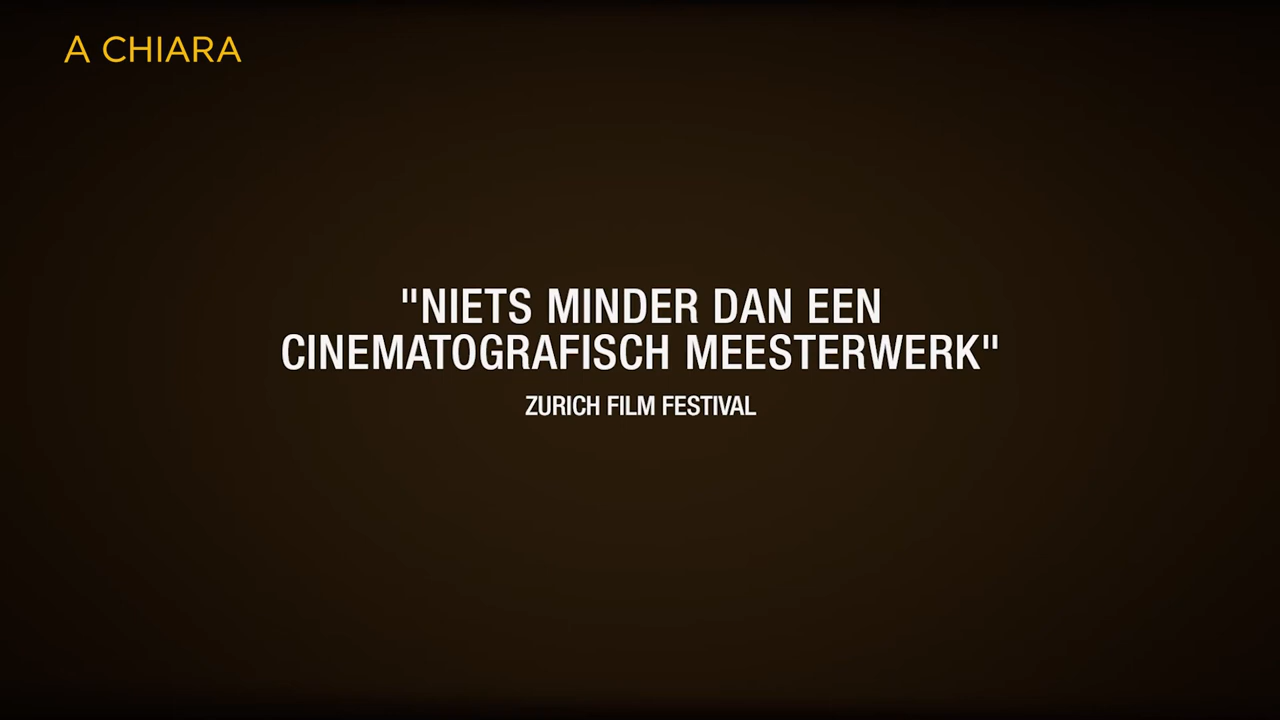 A CHIARA
"NIETS MINDER DAN EEN
CINEMATOGRAFISCH MEESTERWERK"
ZURICH FILM FESTIVAL